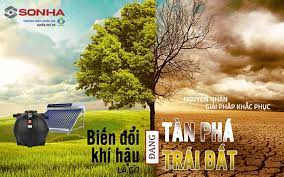 SONHA
NGUYÊN NHÂN
GIẢI PHÁP KHẮC PHỤC
Biến đổi
khí hậu
LÀ GÌ?
ĐANG
TÀN PHÁ
TRÁI ĐẤT